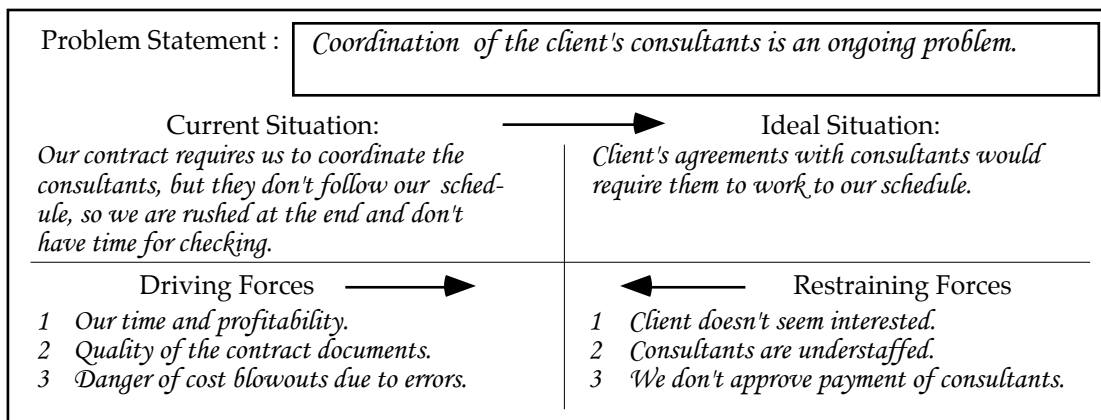 Problem Statement :
Coordination of the client's consultants is an ongoing problem.
Current Situation:
Our contract requires us to coordinate the
consultants, but they don't follow our sched-
ule, so we are rushed at the end and don't
have time for checking.
Ideal Situation:
Client's agreements with consultants would
require them to work to our schedule.
Driving Forces
1 Our time and profitability.
2 Quality of the contract documents.
3 Danger of cost blowouts due to errors.
Restraining Forces
1 Client doesn't seem interested.
2 Consultants are understaffed.
3 We don't approve payment of consultants.